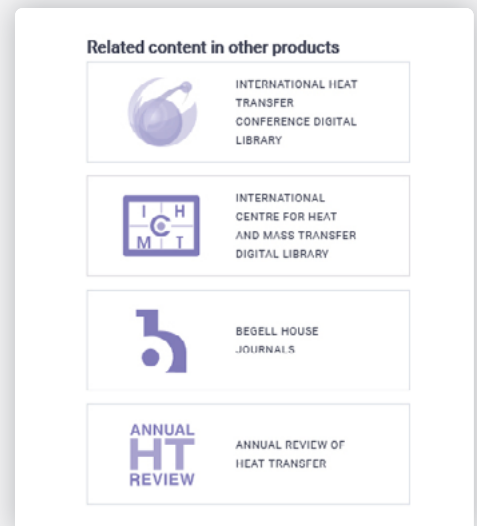 Related content in other products
INTERNATIONAL HEAT
TRANSFER
CONFERENCE DIGITAL
LIBRARY
I H
C
M T
INTERNATIONAL
CENTRE FOR HEAT
AND MASS TRANSFER
DIGITAL LIBRARY
BEGELL HOUSE
JOURNALS
ANNUAL
HT
REVIEW
ANNUAL REVIEW OF
HEAT TRANSFER